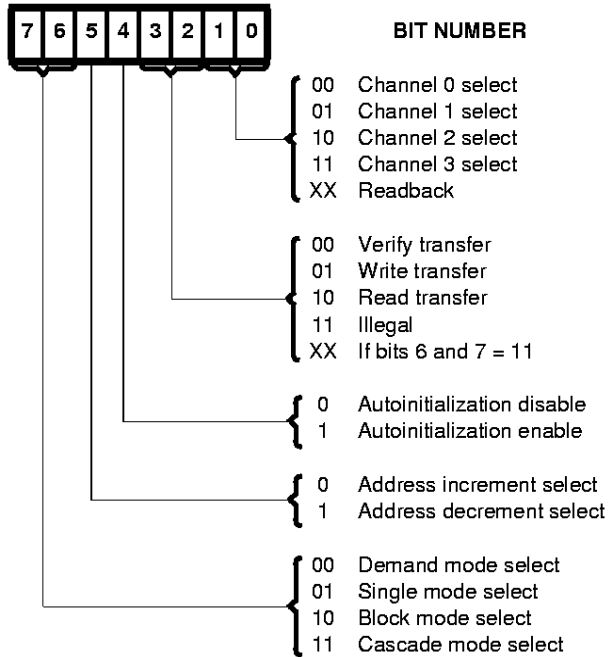 7 6 5 4 3 2 1 0 BIT NUMBER
00 Channel 0 select
01 Channel 1 select
10 Channel 2 select
11 Channel 3 select
XX Readback
00 Verify transfer
01 Write transfer
10 Read transfer
11 Illegal
XX If bits 6 and 7 = 11
0 Autoinitialization disable
1 Autoinitialization enable
0 Address increment select
1 Address decrement select
00 Demand mode select
01 Single mode select
10 Block mode select
11 Cascade mode select